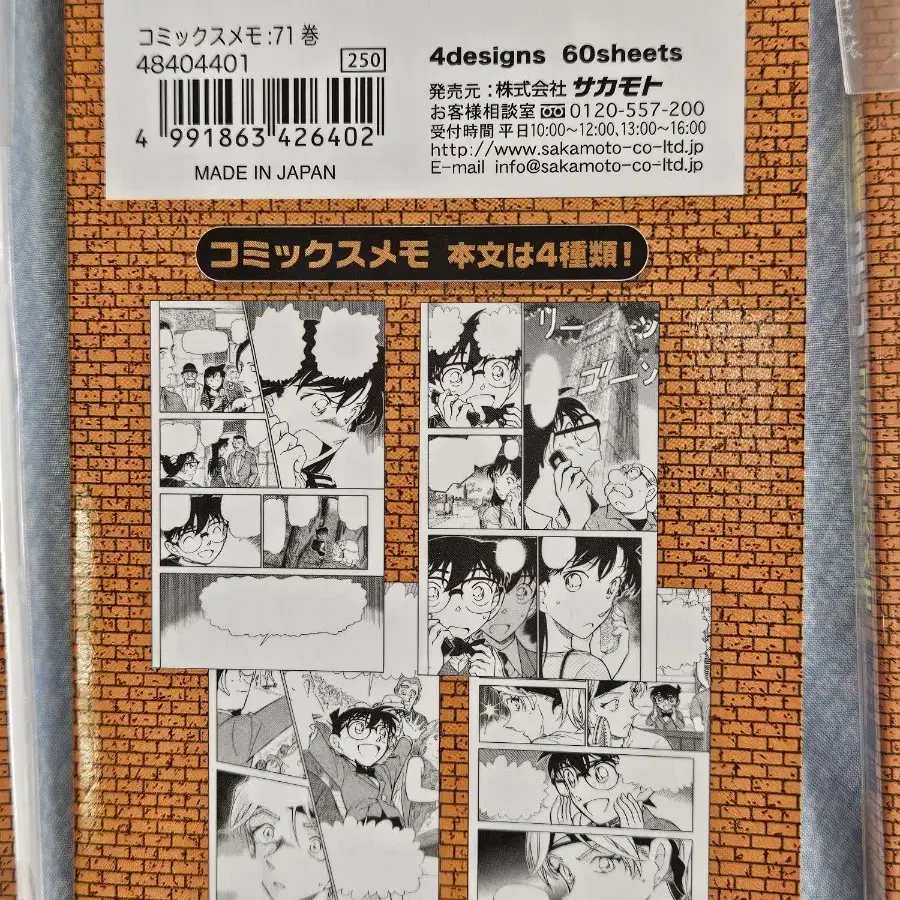 コミックスメモ:71巻
48404401
250
4 991863 426402
MADE IN JAPAN
4designs 60sheets
発売元:株式会社サカモト
お客様相談室 0120-557-200
受付時間 平日10:00~12:00,13:00~16:00
http://www.sakamoto-co-ltd.jp
E-mail info@sakamoto-co-ltd.jp
コミックスメモ 本文は4種類!
リーンゴーン